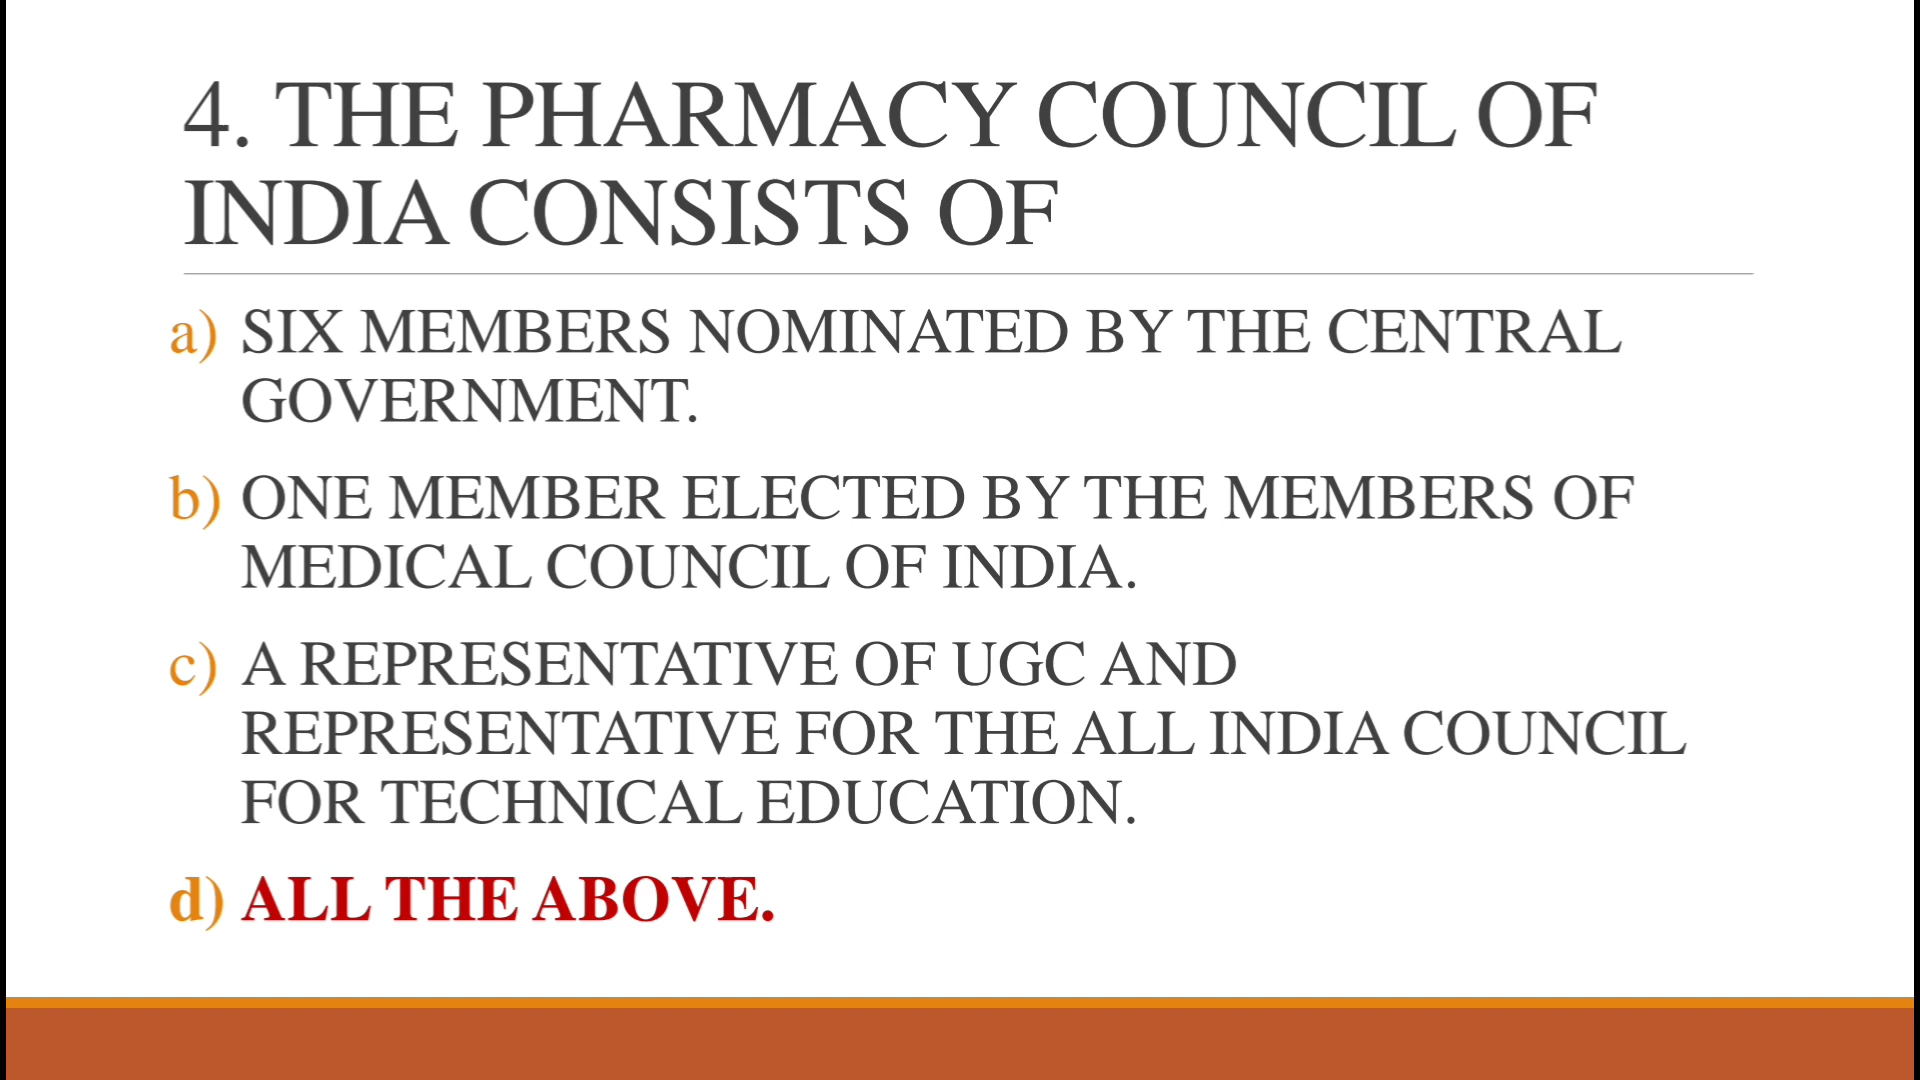 4. THE PHARMACY COUNCIL OF
INDIA CONSISTS OF
a) SIX MEMBERS NOMINATED BY THE CENTRAL
GOVERNMENT.
b) ONE MEMBER ELECTED BY THE MEMBERS OF
MEDICAL COUNCIL OF INDIA.
c) A REPRESENTATIVE OF UGC AND
REPRESENTATIVE FOR THE ALL INDIA COUNCIL
FOR TECHNICAL EDUCATION.
d) ALL THE ABOVE.